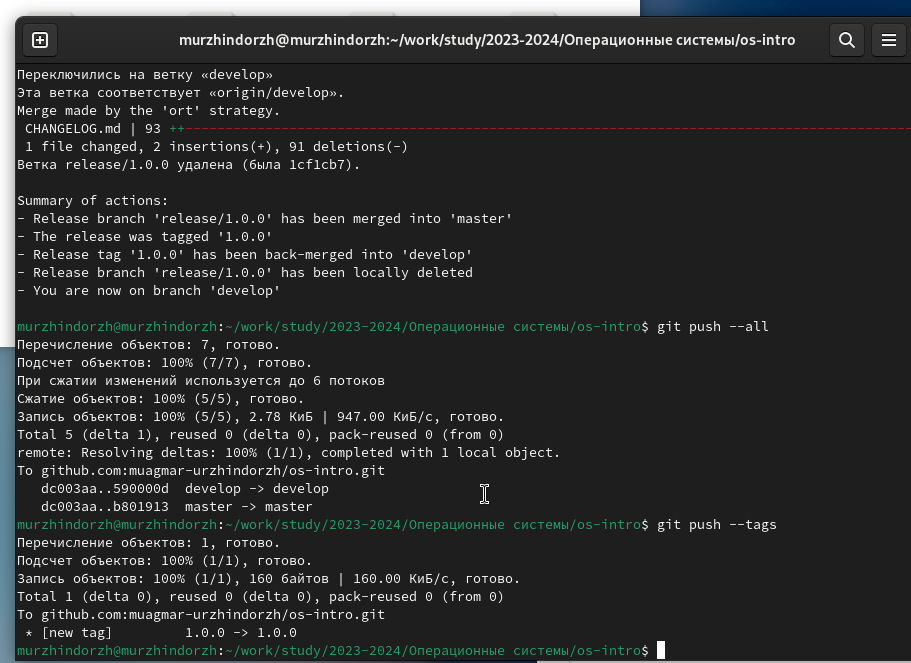 murzhindorzh@murzhindorzh:~/work/study/2023-2024/Операционные системы/os-intro
Переключились на ветку «develop»
Эта ветка соответствует «origin/develop».
Merge made by the 'ort' strategy.
 CHANGELOG.md | 93 ++------------------------------------------------------------------------------------------
 1 file changed, 2 insertions(+), 91 deletions(-)
Ветка release/1.0.0 удалена (была 1cf1cb7).

Summary of actions:
- Release branch 'release/1.0.0' has been merged into 'master'
- The release was tagged '1.0.0'
- Release tag '1.0.0' has been back-merged into 'develop'
- Release branch 'release/1.0.0' has been locally deleted
- You are now on branch 'develop'

murzhindorzh@murzhindorzh:~/work/study/2023-2024/Операционные системы/os-intro$ git push --all
Перечисление объектов: 7, готово.
Подсчет объектов: 100% (7/7), готово.
При сжатии изменений используется до 6 потоков
Сжатие объектов: 100% (5/5), готово.
Запись объектов: 100% (5/5), 2.78 КиБ | 947.00 КиБ/с, готово.
Total 5 (delta 1), reused 0 (delta 0), pack-reused 0 (from 0)
remote: Resolving deltas: 100% (1/1), completed with 1 local object.
To github.com:muagmar-urzhindorzh/os-intro.git
   dc003aa..590000d  develop -> develop
   dc003aa..b801913  master -> master
murzhindorzh@murzhindorzh:~/work/study/2023-2024/Операционные системы/os-intro$ git push --tags
Перечисление объектов: 1, готово.
Подсчет объектов: 100% (1/1), готово.
Запись объектов: 100% (1/1), 160 байтов | 160.00 КиБ/с, готово.
Total 1 (delta 0), reused 0 (delta 0), pack-reused 0 (from 0)
To github.com:muagmar-urzhindorzh/os-intro.git
 * [new tag]         1.0.0 -> 1.0.0
murzhindorzh@murzhindorzh:~/work/study/2023-2024/Операционные системы/os-intro$